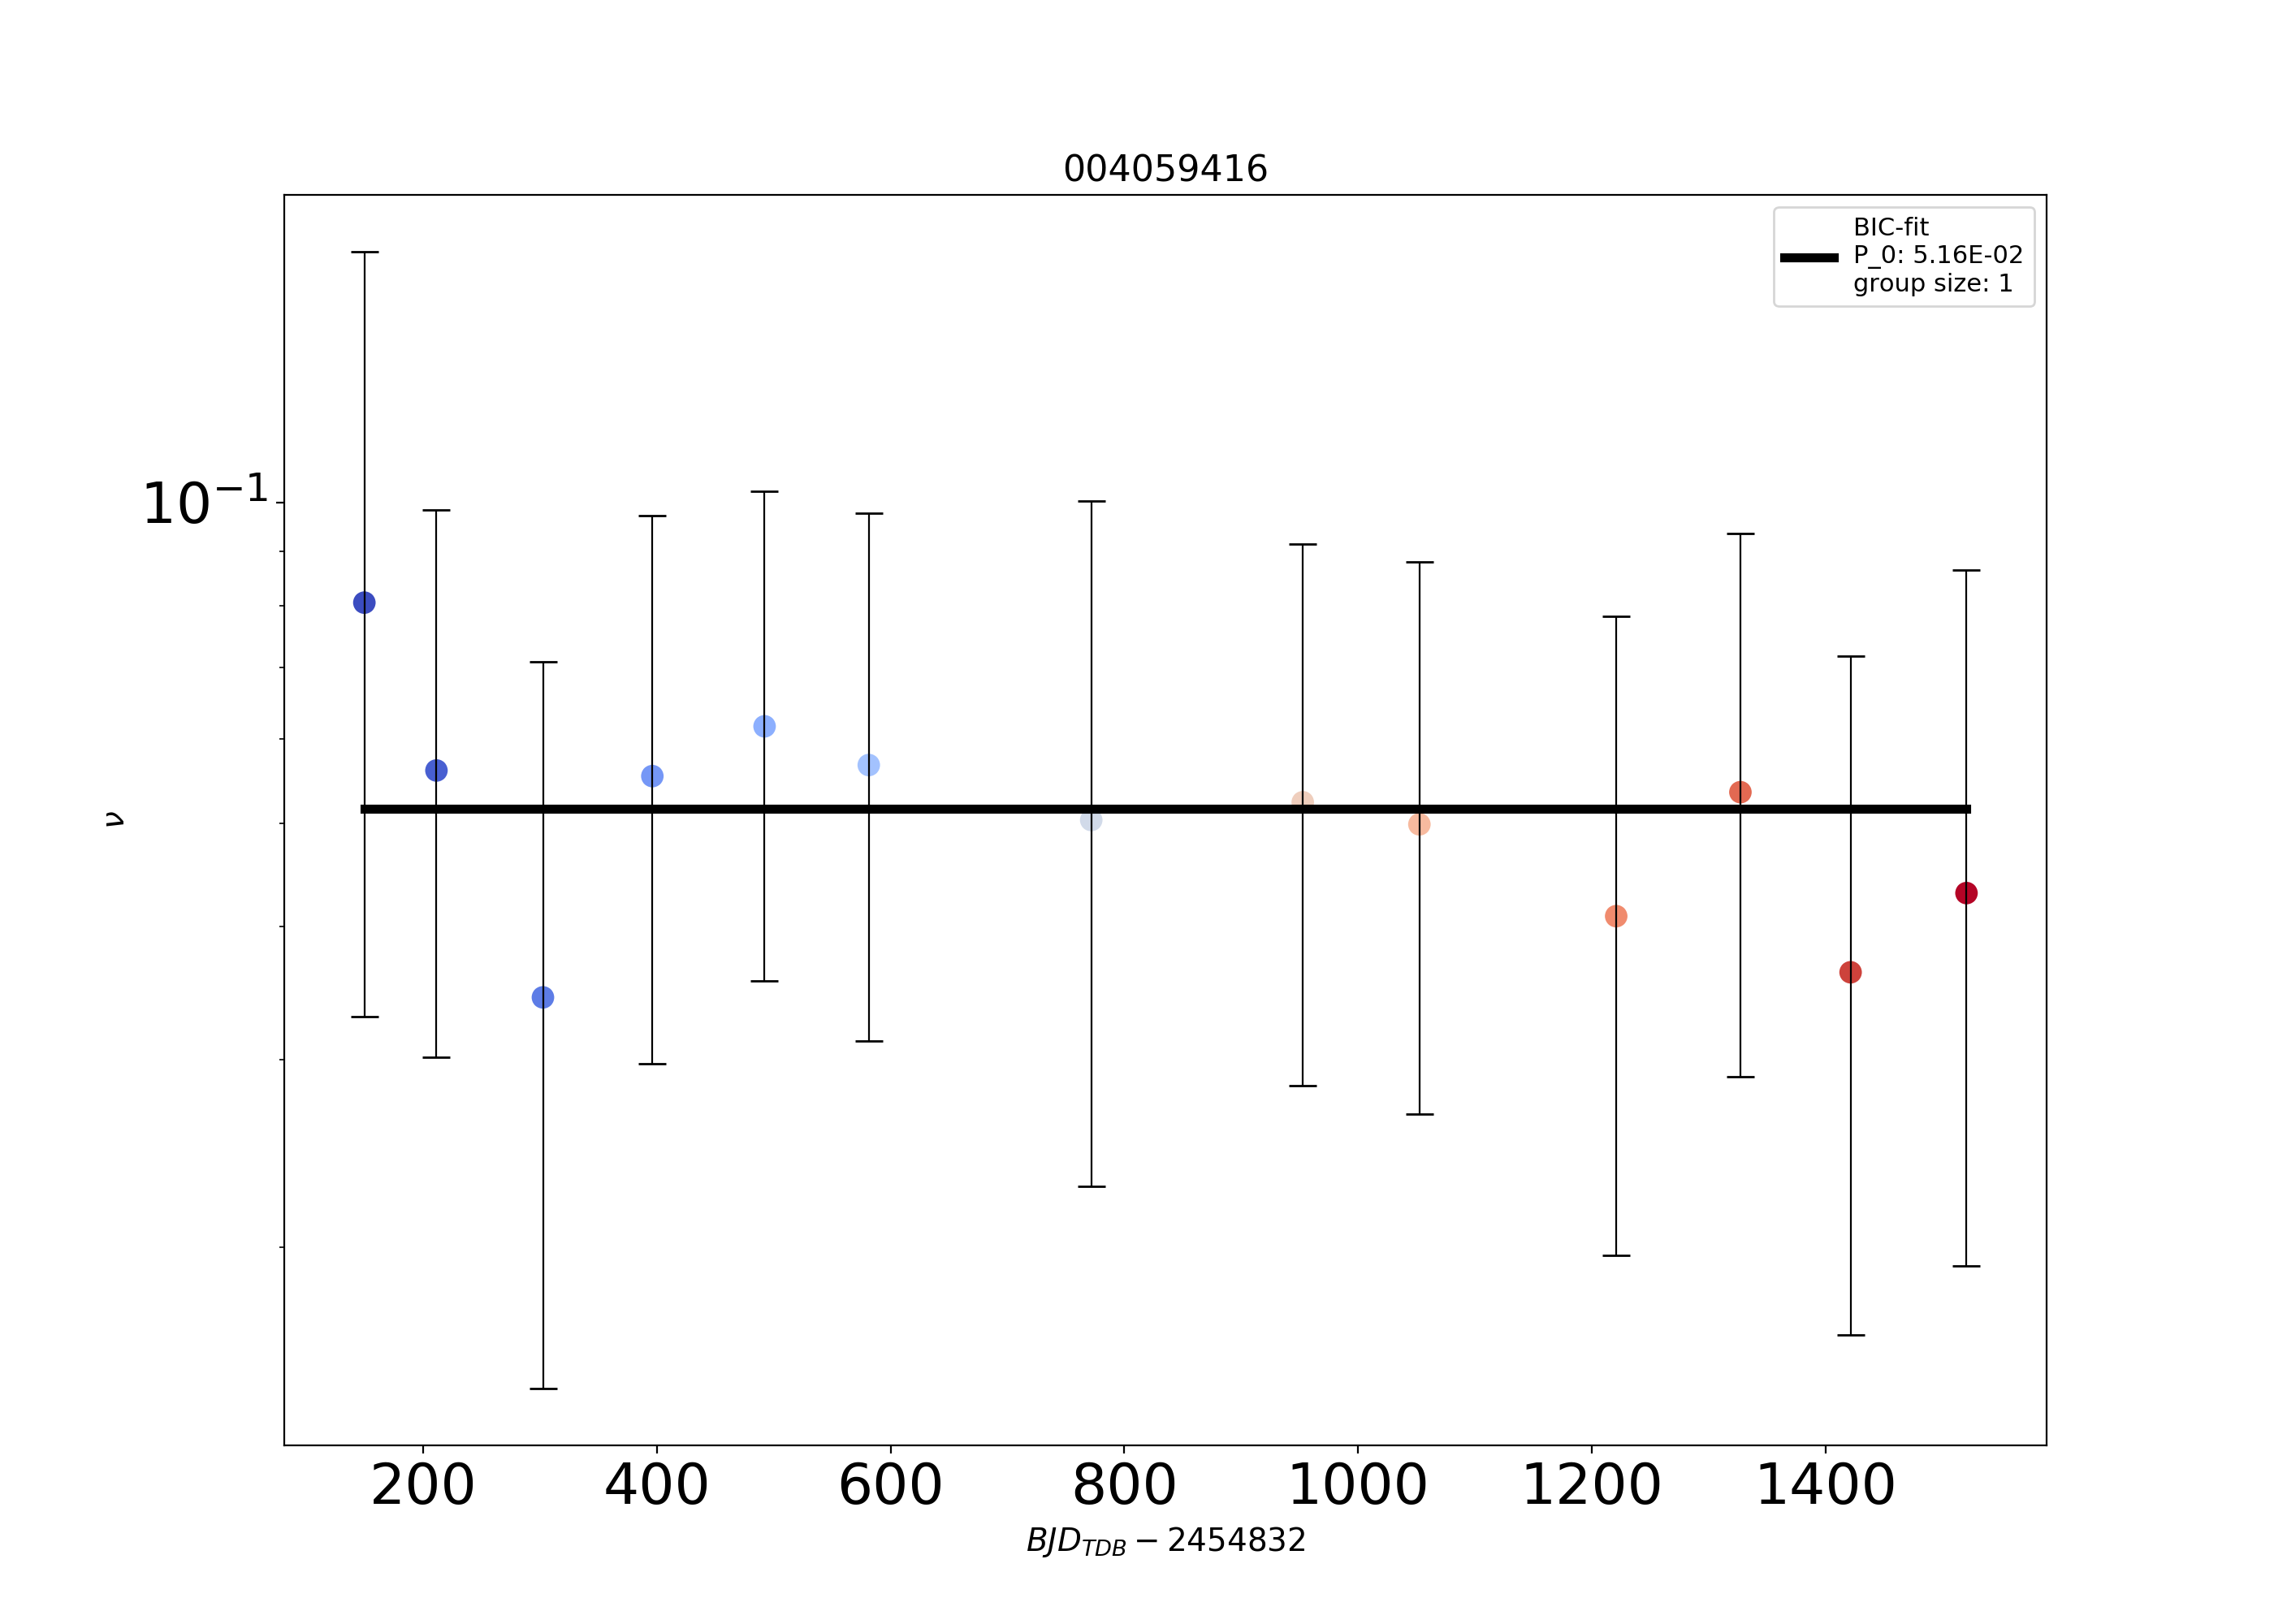 004059416
BIC-fit
P_0: 5.16E-02
group size: 1
10⁻¹
ν
200 400 600 800 1000 1200 1400
BJD_TDB − 2454832